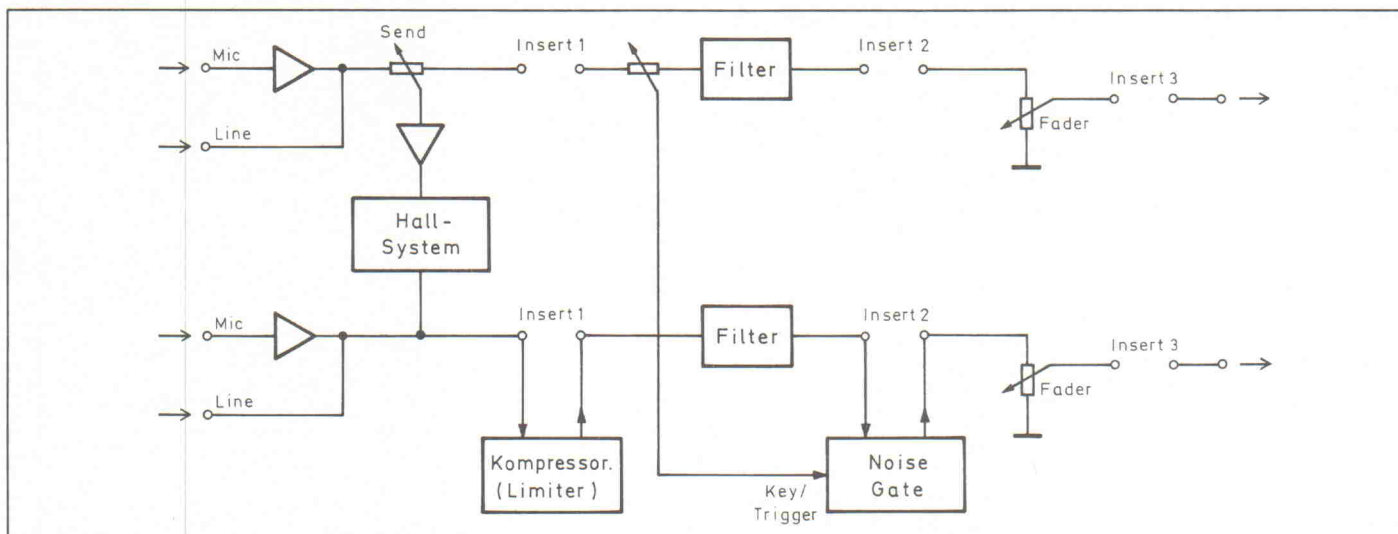 Send
Mic
Insert 1
Filter
Insert 2
Insert 3
Fader
Line
Hall-
System
Mic
Insert 1
Filter
Insert 2
Insert 3
Fader
Line
Kompressor.
(Limiter)
Key/
Trigger
Noise
Gate